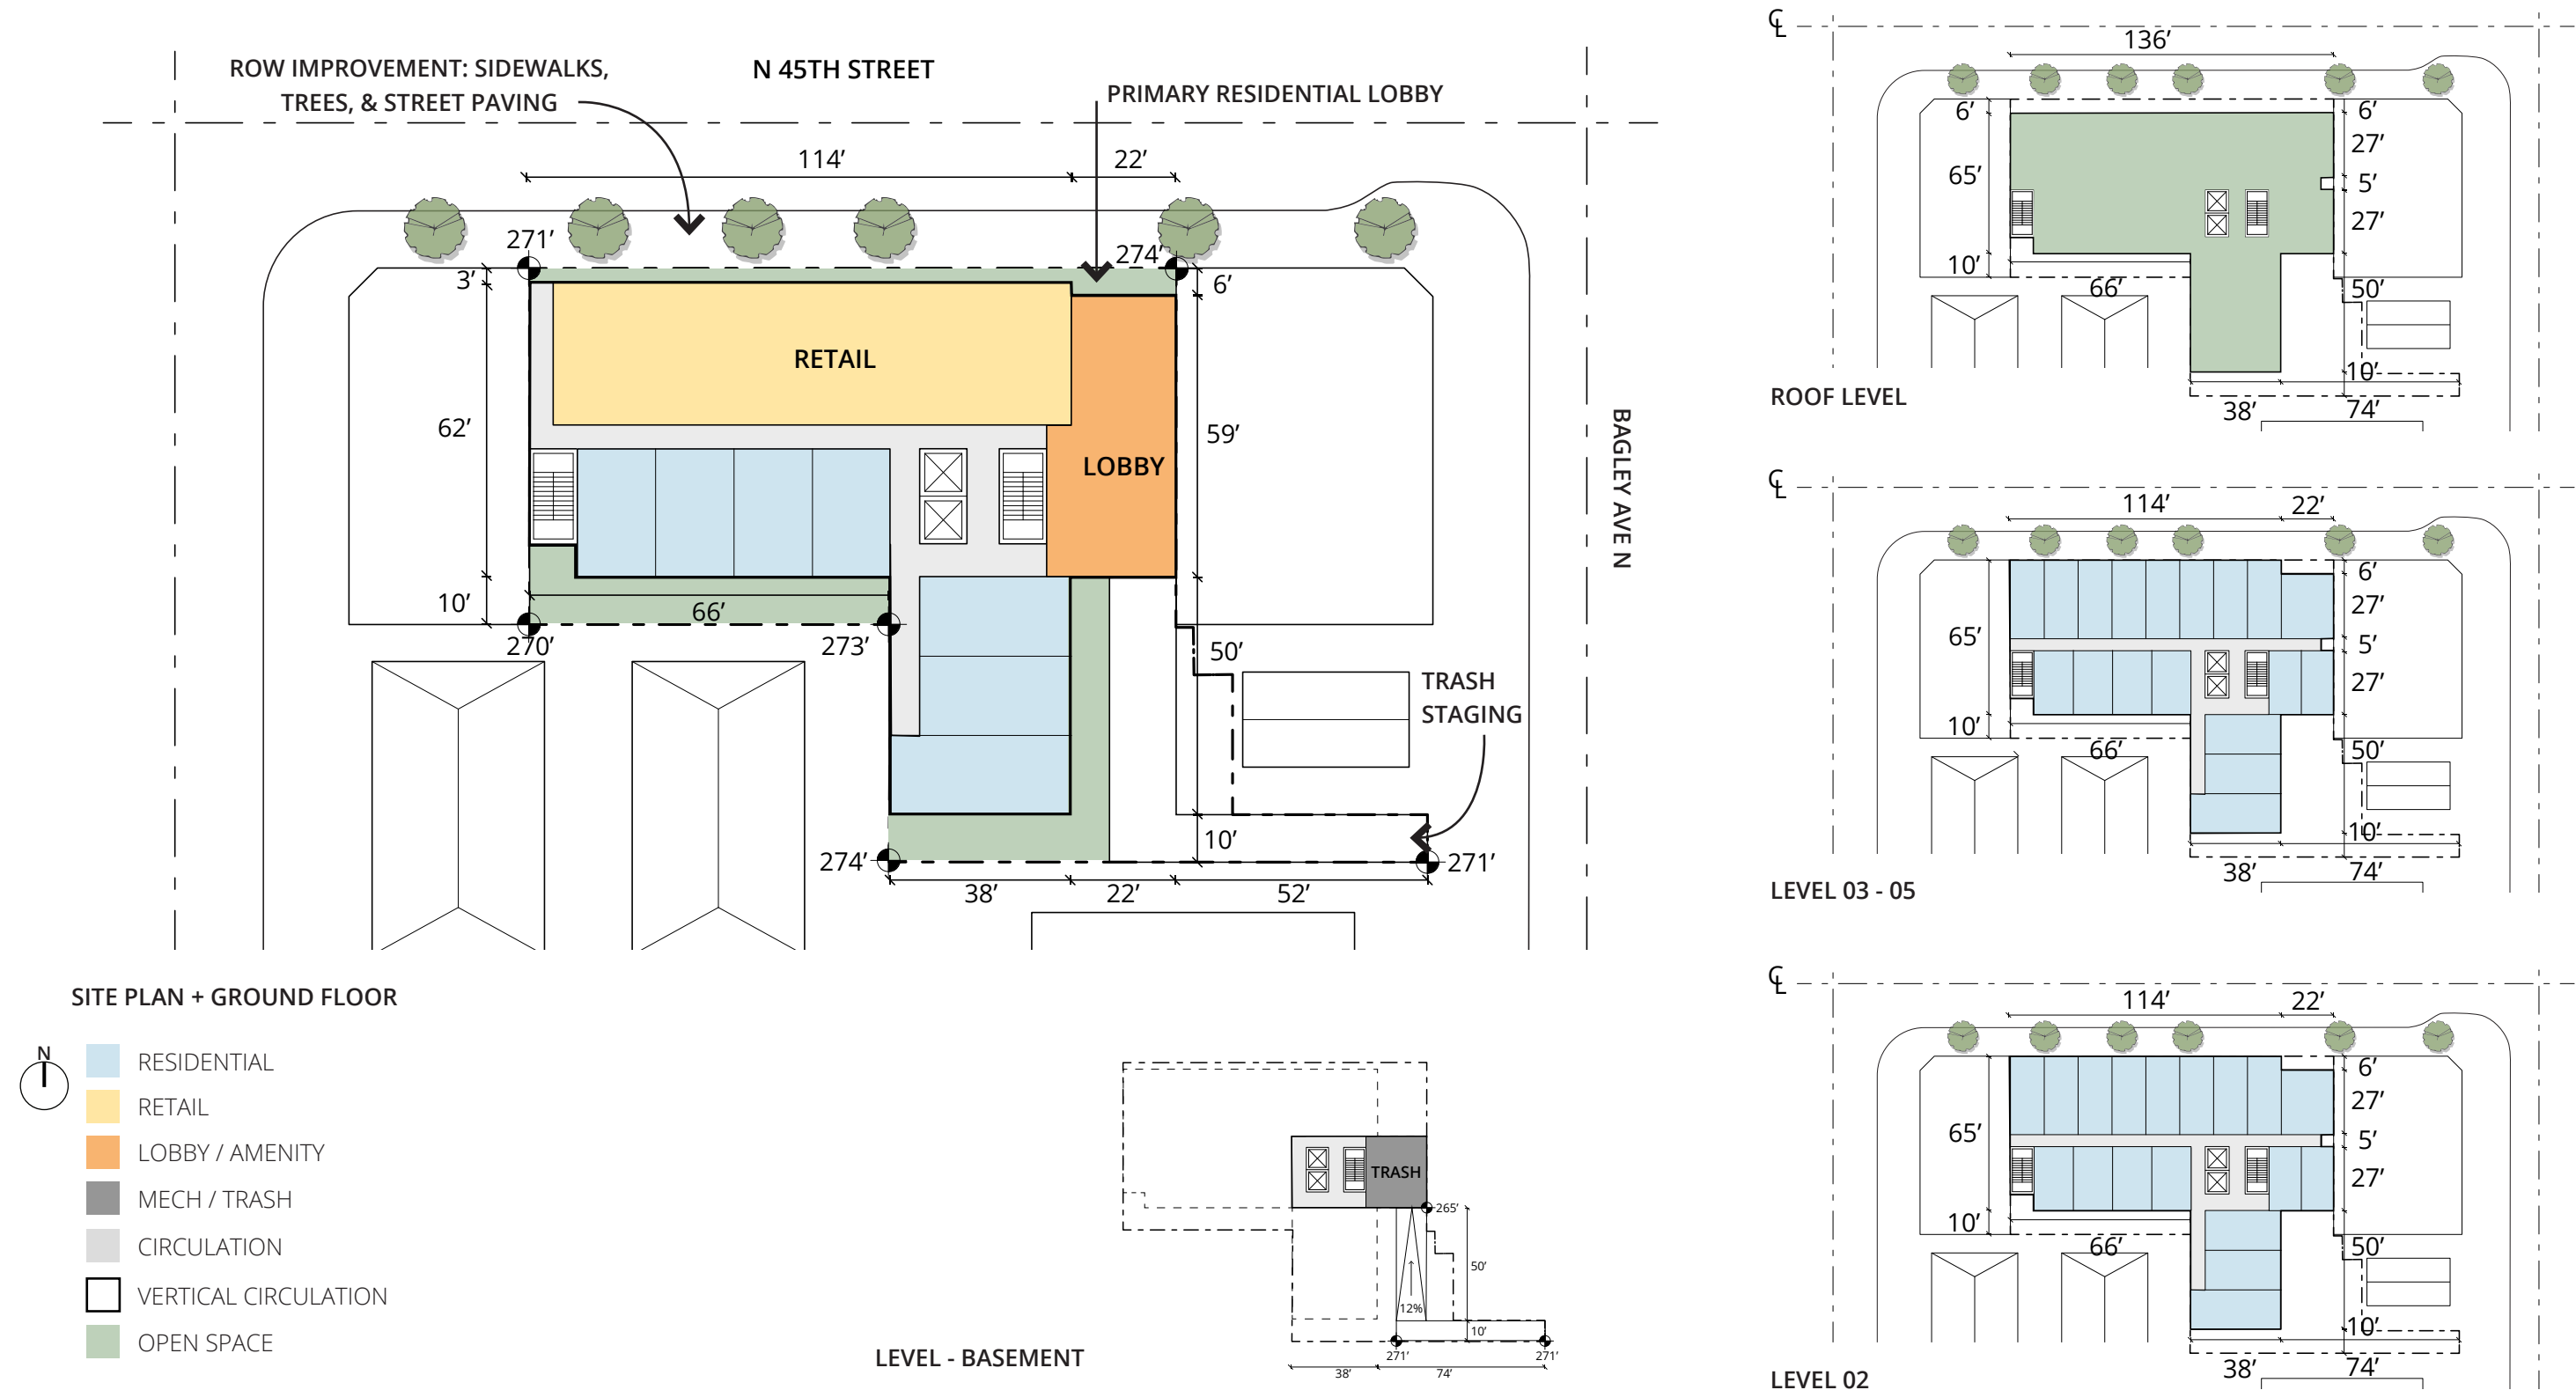 ROW IMPROVEMENT: SIDEWALKS,
TREES, & STREET PAVING
N 45TH STREET
PRIMARY RESIDENTIAL LOBBY
114’
22’
271’
274’
3’
6’
RETAIL
62’
59’
LOBBY
BAGLEY AVE N
10’
66’
270’
273’
50’
TRASH
STAGING
10’
274’
271’
38’
22’
52’
SITE PLAN + GROUND FLOOR
N
RESIDENTIAL
RETAIL
LOBBY / AMENITY
MECH / TRASH
CIRCULATION
VERTICAL CIRCULATION
OPEN SPACE
TRASH
265’
50’
12%
10’
271’
271’
38’
74’
LEVEL - BASEMENT
CL
136’
6’
6’
27’
65’
5’
27’
10’
66’
50’
10’
38’
74’
ROOF LEVEL
CL
114’
22’
6’
27’
65’
5’
27’
10’
66’
50’
10’
38’
74’
LEVEL 03 - 05
CL
114’
22’
6’
27’
65’
5’
27’
10’
66’
50’
10’
38’
74’
LEVEL 02